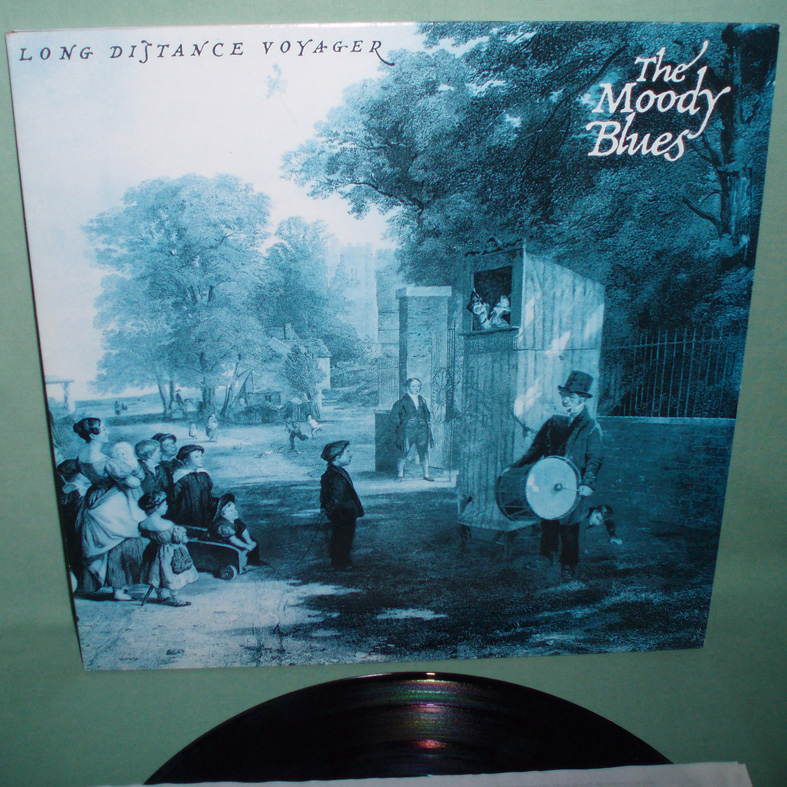 LONG DISTANCE VOYAGER
The
Moody
Blues